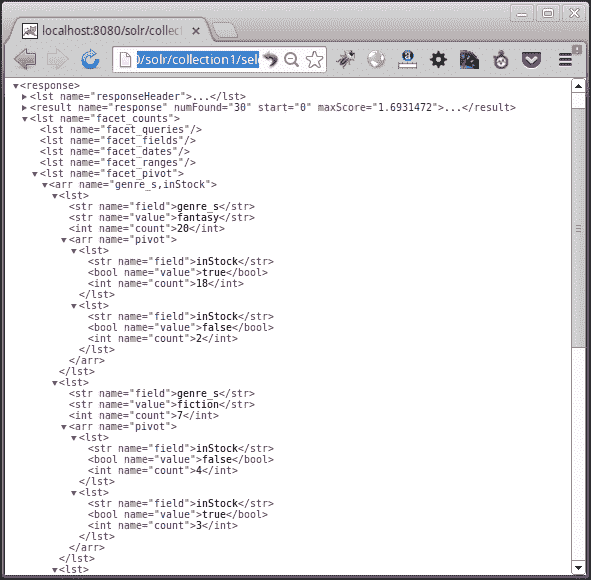 localhost:8080/solr/collec
0/solr/collection1/sel
<response>
<lst name="responseHeader">...</lst>
<result name="response" numFound="30" start="0" maxScore="1.6931472">...</result>
<lst name="facet_counts">
<lst name="facet_queries"/>
<lst name="facet_fields"/>
<lst name="facet_dates"/>
<lst name="facet_ranges"/>
<lst name="facet_pivot">
<arr name="genre_s,inStock">
<lst>
<str name="field">genre_s</str>
<str name="value">fantasy</str>
<int name="count">20</int>
<arr name="pivot">
<lst>
<str name="field">inStock</str>
<bool name="value">true</bool>
<int name="count">18</int>
</lst>
<lst>
<str name="field">inStock</str>
<bool name="value">false</bool>
<int name="count">2</int>
</lst>
</arr>
</lst>
<lst>
<str name="field">genre_s</str>
<str name="value">fiction</str>
<int name="count">7</int>
<arr name="pivot">
<lst>
<str name="field">inStock</str>
<bool name="value">false</bool>
<int name="count">4</int>
</lst>
<lst>
<str name="field">inStock</str>
<bool name="value">true</bool>
<int name="count">3</int>
</lst>
</arr>
</lst>
<lst>